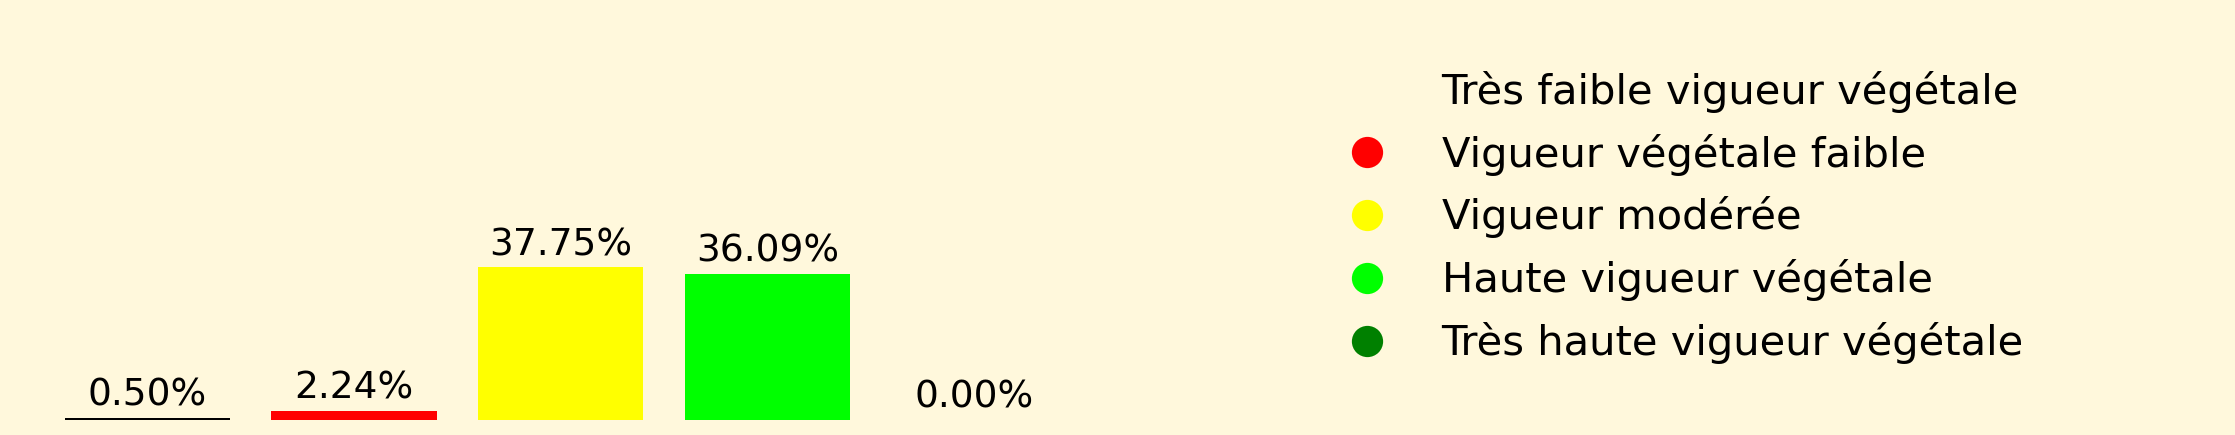 0.50%
2.24%
37.75%
36.09%
0.00%
Très faible vigueur végétale
Vigueur végétale faible
Vigueur modérée
Haute vigueur végétale
Très haute vigueur végétale